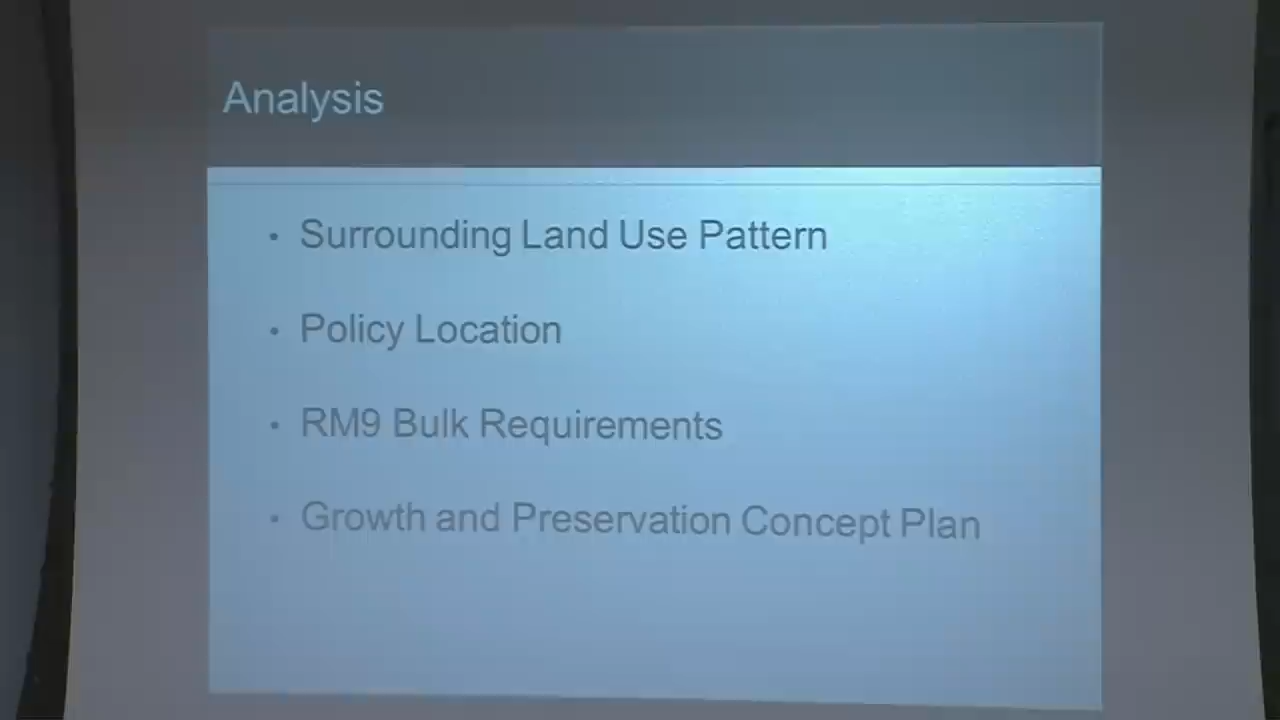 Analysis
• Surrounding Land Use Pattern
• Policy Location
• RM9 Bulk Requirements
• Growth and Preservation Concept Plan